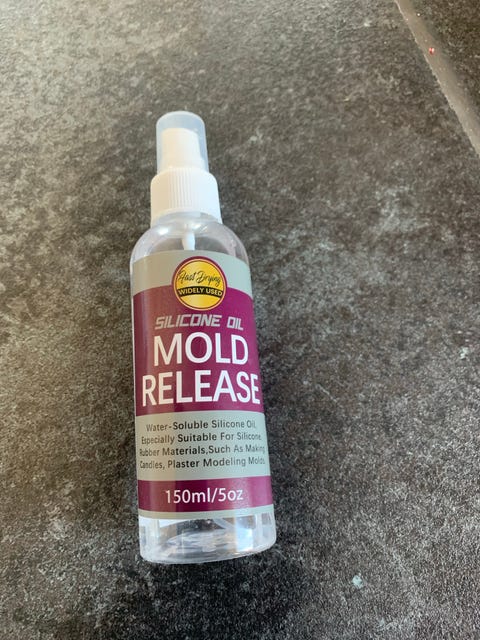 Fast Drying
WIDELY USED
SILICONE OIL
MOLD
RELEASE
Water-Soluble Silicone Oil,
Especially Suitable For Silicone
Rubber Materials,Such As Making
Candles, Plaster Modeling Molds.
150ml/5oz